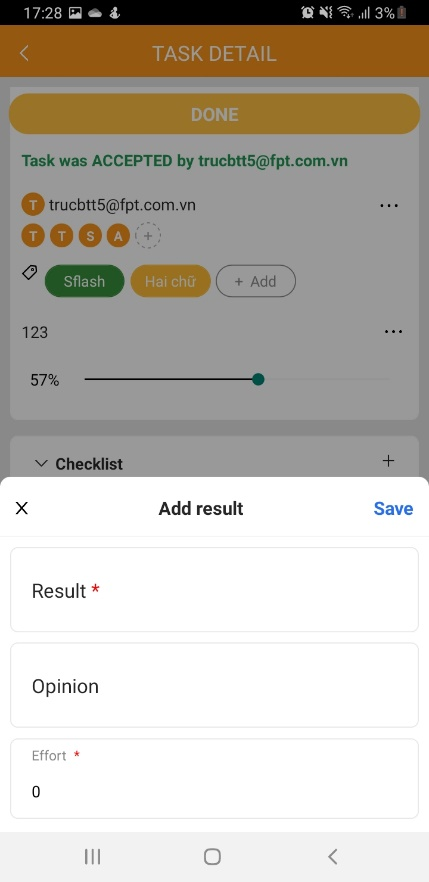 17:28 3%
TASK DETAIL
DONE
Task was ACCEPTED by trucbtt5@fpt.com.vn
T trucbtt5@fpt.com.vn ...
T T S A +
Sflash Hai chữ + Add
123 ...
57%
Checklist +
X Add result Save
Result *
Opinion
Effort *
0